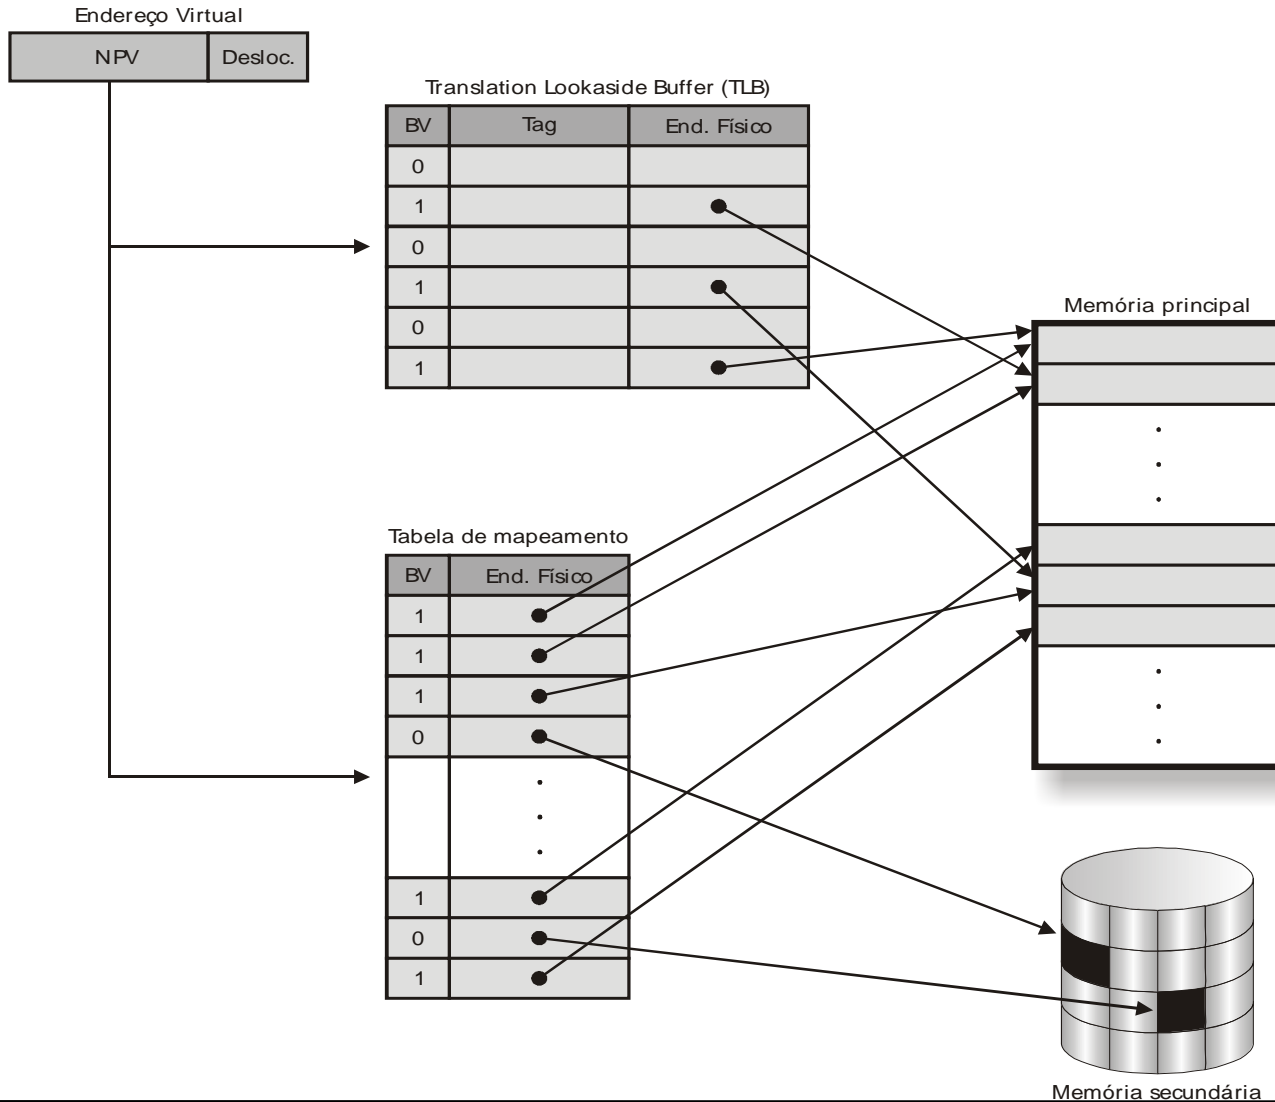 Endereço Virtual
NPV Desloc.
Translation Lookaside Buffer (TLB)
BV Tag End. Físico
0
1
0
1
0
1
Memória principal
Tabela de mapeamento
BV End. Físico
1
1
1
0
1
0
1
Memória secundária